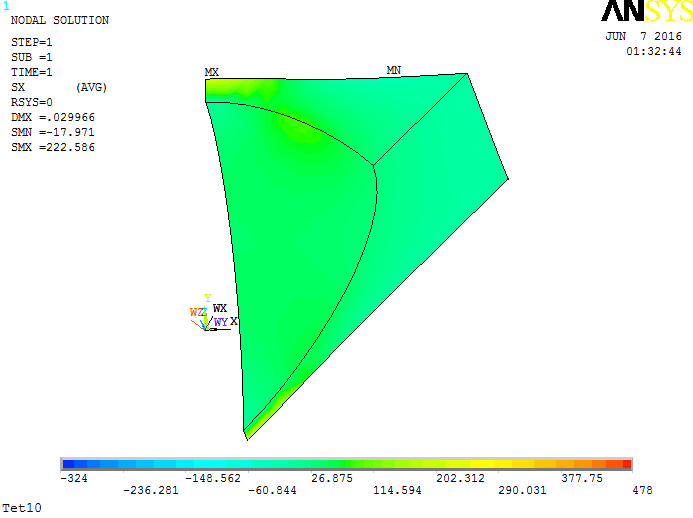 1
NODAL SOLUTION
STEP=1
SUB =1
TIME=1
SX (AVG)
RSYS=0
DMX =.029966
SMN =-17.971
SMX =222.586
ANSYS
JUN 7 2016
01:32:44
MX
MN
Y
WZ Z WX
WY X
-324 -148.562 26.875 202.312 377.75
-236.281 -60.844 114.594 290.031 478
Tet10